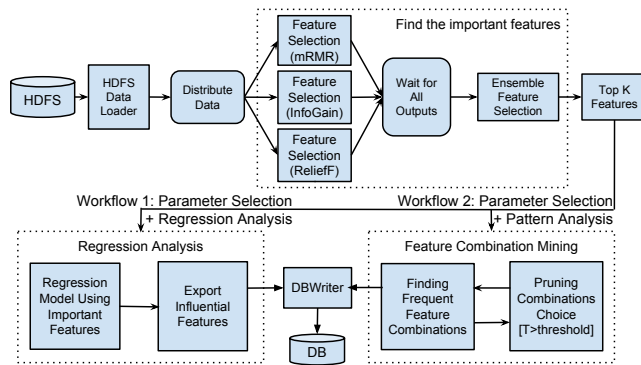 Find the important features
HDFS
HDFS
Data
Loader
Distribute
Data
Feature
Selection
(mRMR)
Feature
Selection
(InfoGain)
Feature
Selection
(ReliefF)
Wait for
All
Outputs
Ensemble
Feature
Selection
Top K
Features
Workflow 1: Parameter Selection
+ Regression Analysis
Workflow 2: Parameter Selection
+ Pattern Analysis
Regression Analysis
Regression
Model Using
Important
Features
Export
Influential
Features
DBWriter
DB
Feature Combination Mining
Finding
Frequent
Feature
Combinations
Pruning
Combinations
Choice
[T>threshold]